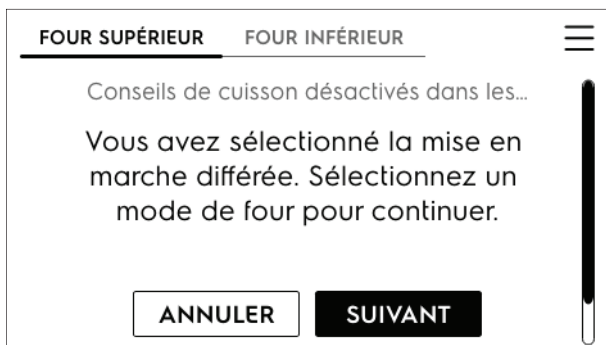 FOUR SUPÉRIEUR FOUR INFÉRIEUR
Conseils de cuisson désactivés dans les...
Vous avez sélectionné la mise en
marche différée. Sélectionnez un
mode de four pour continuer.
ANNULER SUIVANT